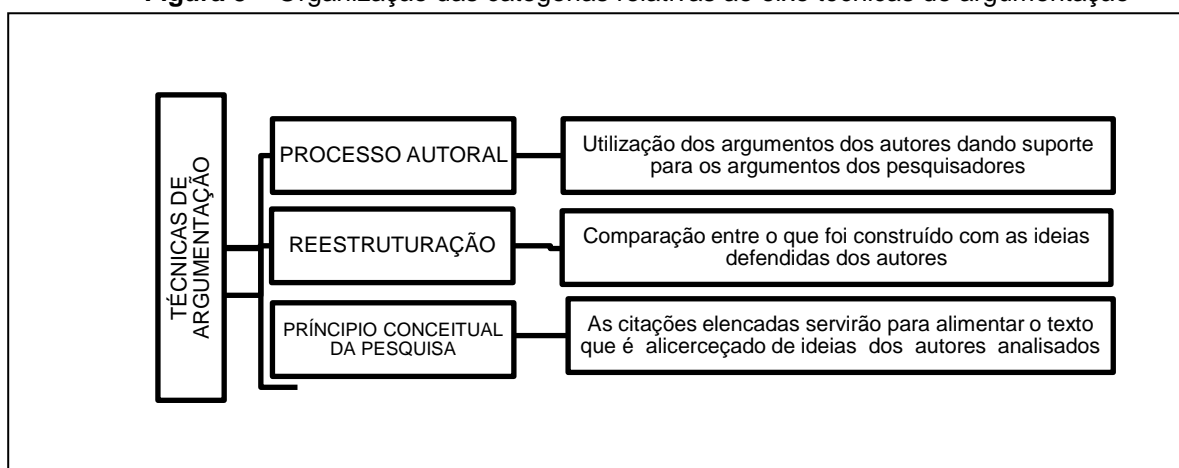 TÉCNICAS DE
ARGUMENTAÇÃO
PROCESSO AUTORAL
Utilização dos argumentos dos autores dando suporte
para os argumentos dos pesquisadores
REESTRUTURAÇÃO
Comparação entre o que foi construído com as ideias
defendidas dos autores
PRÍNCIPIO CONCEITUAL
DA PESQUISA
As citações elencadas servirão para alimentar o texto
que é alicerceçado de ideias dos autores analisados